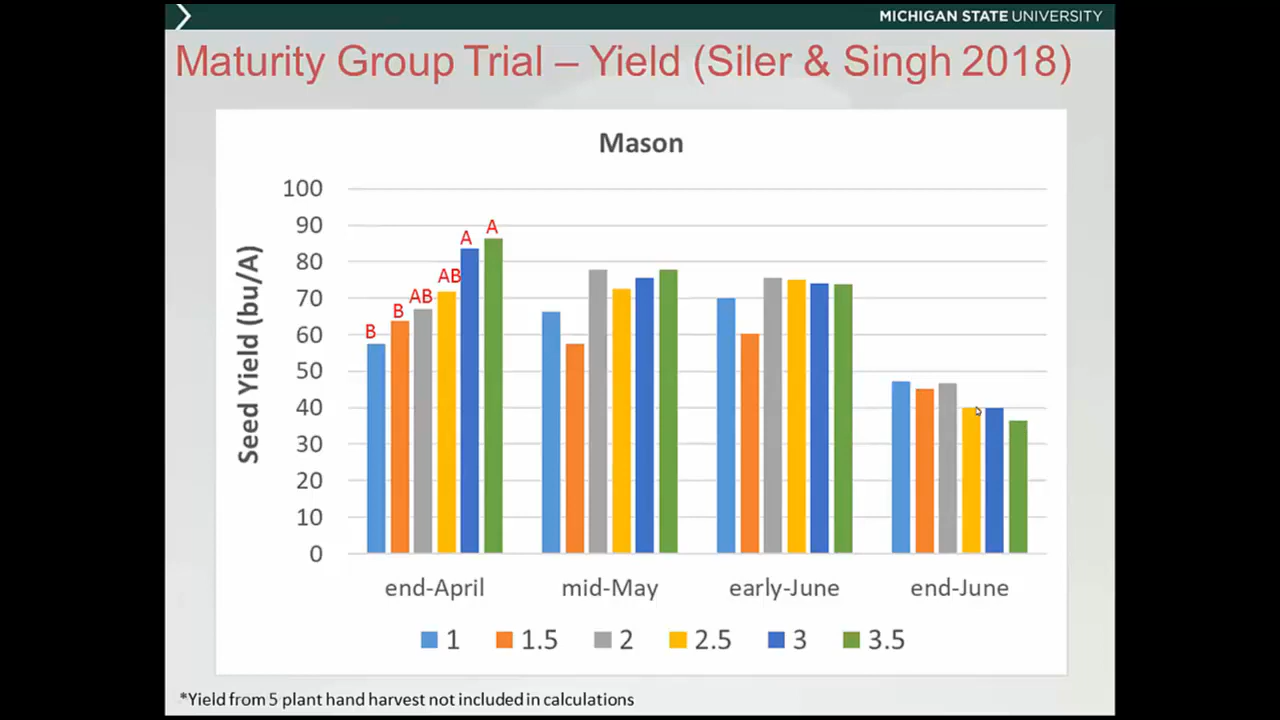 MICHIGAN STATE UNIVERSITY
Maturity Group Trial – Yield (Siler & Singh 2018)
Mason
Seed Yield (bu/A)
100
90
80
70
60
50
40
30
20
10
0
B
B
AB
AB
A
A
end-April
mid-May
early-June
end-June
1
1.5
2
2.5
3
3.5
*Yield from 5 plant hand harvest not included in calculations